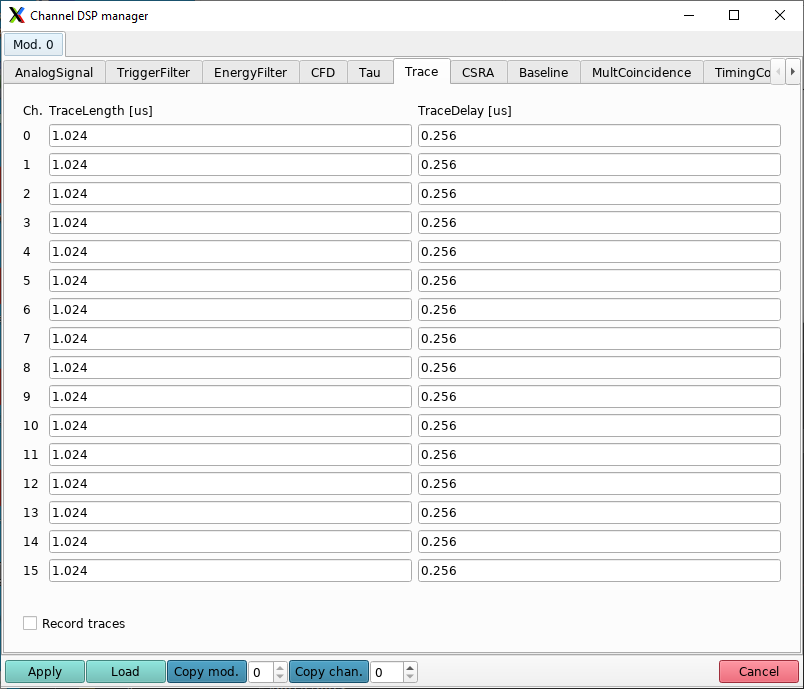 Channel DSP manager
Mod. 0
AnalogSignal TriggerFilter EnergyFilter CFD Tau Trace CSRA Baseline MultCoincidence TimingCo
Ch. TraceLength [us] TraceDelay [us]
0 1.024 0.256
1 1.024 0.256
2 1.024 0.256
3 1.024 0.256
4 1.024 0.256
5 1.024 0.256
6 1.024 0.256
7 1.024 0.256
8 1.024 0.256
9 1.024 0.256
10 1.024 0.256
11 1.024 0.256
12 1.024 0.256
13 1.024 0.256
14 1.024 0.256
15 1.024 0.256
Record traces
Apply Load Copy mod. 0 Copy chan. 0 Cancel